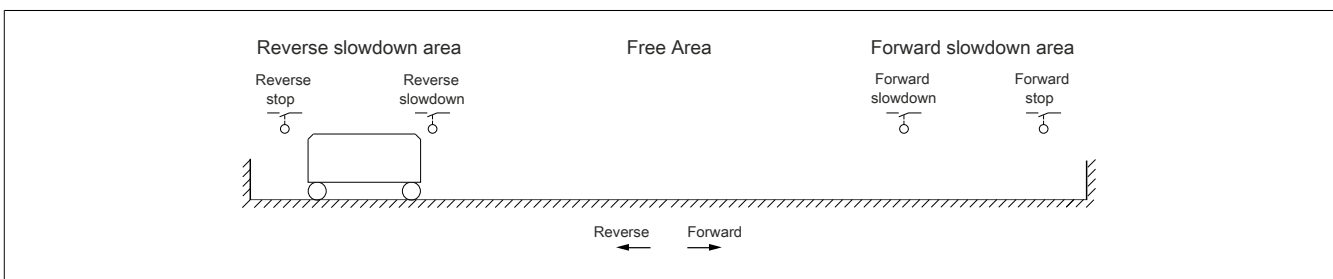 Reverse slowdown area
Free Area
Forward slowdown area
Reverse
stop
Reverse
slowdown
Forward
slowdown
Forward
stop
Reverse
Forward